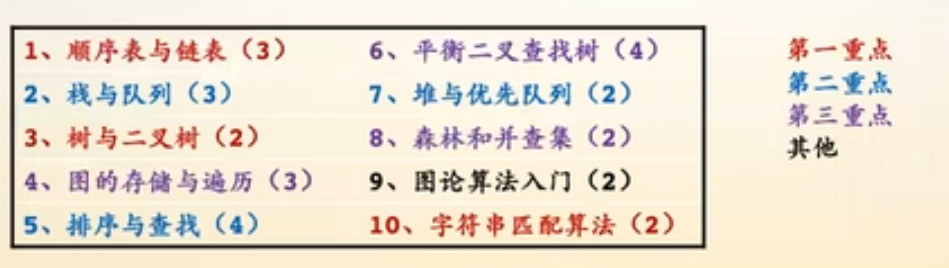 1、顺序表与链表（3）
2、栈与队列（3）
3、树与二叉树（2）
4、图的存储与遍历（3）
5、排序与查找（4）
6、平衡二叉查找树（4）
7、堆与优先队列（2）
8、森林和并查集（2）
9、图论算法入门（2）
10、字符串匹配算法（2）
第一重点
第二重点
第三重点
其他